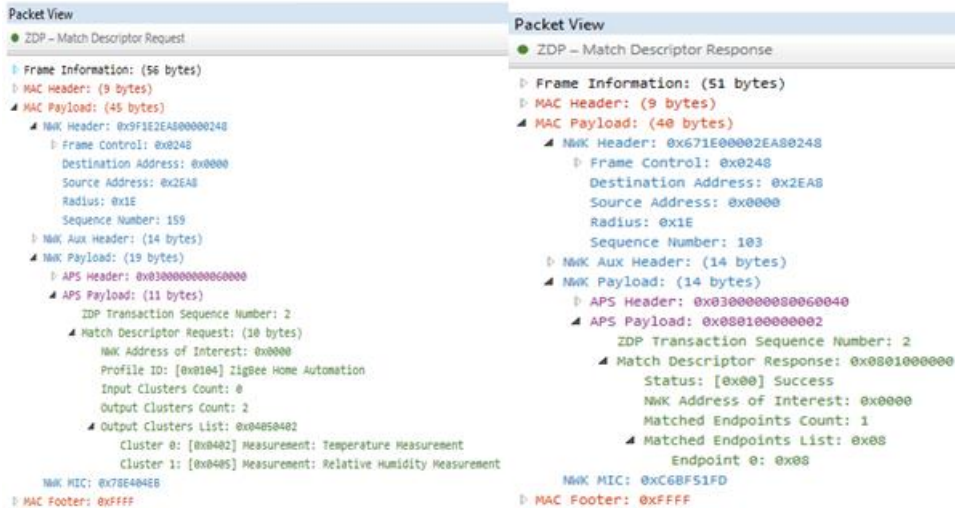 Packet View
ZDP – Match Descriptor Request
Frame Information: (56 bytes)
MAC Header: (9 bytes)
MAC Payload: (45 bytes)
NWK Header: 0x9F1E2EA800000248
Frame Control: 0x0248
Destination Address: 0x0000
Source Address: 0x2EA8
Radius: 0x1E
Sequence Number: 159
NWK Aux Header: (14 bytes)
NWK Payload: (19 bytes)
APS Header: 0x0300000000060000
APS Payload: (11 bytes)
ZDP Transaction Sequence Number: 2
Match Descriptor Request: (10 bytes)
NWK Address of Interest: 0x0000
Profile ID: [0x0104] ZigBee Home Automation
Input Clusters Count: 0
Output Clusters Count: 2
Output Clusters List: 0x04050402
Cluster 0: [0x0402] Measurement: Temperature Measurement
Cluster 1: [0x0405] Measurement: Relative Humidity Measurement
NWK MIC: 0x78E404EB
MAC Footer: 0xFFFF
Packet View
ZDP – Match Descriptor Response
Frame Information: (51 bytes)
MAC Header: (9 bytes)
MAC Payload: (40 bytes)
NWK Header: 0x671E00002EA80248
Frame Control: 0x0248
Destination Address: 0x2EA8
Source Address: 0x0000
Radius: 0x1E
Sequence Number: 103
NWK Aux Header: (14 bytes)
NWK Payload: (14 bytes)
APS Header: 0x0300000080060040
APS Payload: 0x080100000002
ZDP Transaction Sequence Number: 2
Match Descriptor Response: 0x0801000000
Status: [0x00] Success
NWK Address of Interest: 0x0000
Matched Endpoints Count: 1
Matched Endpoints List: 0x08
Endpoint 0: 0x08
NWK MIC: 0xC6BF51FD
MAC Footer: 0xFFFF